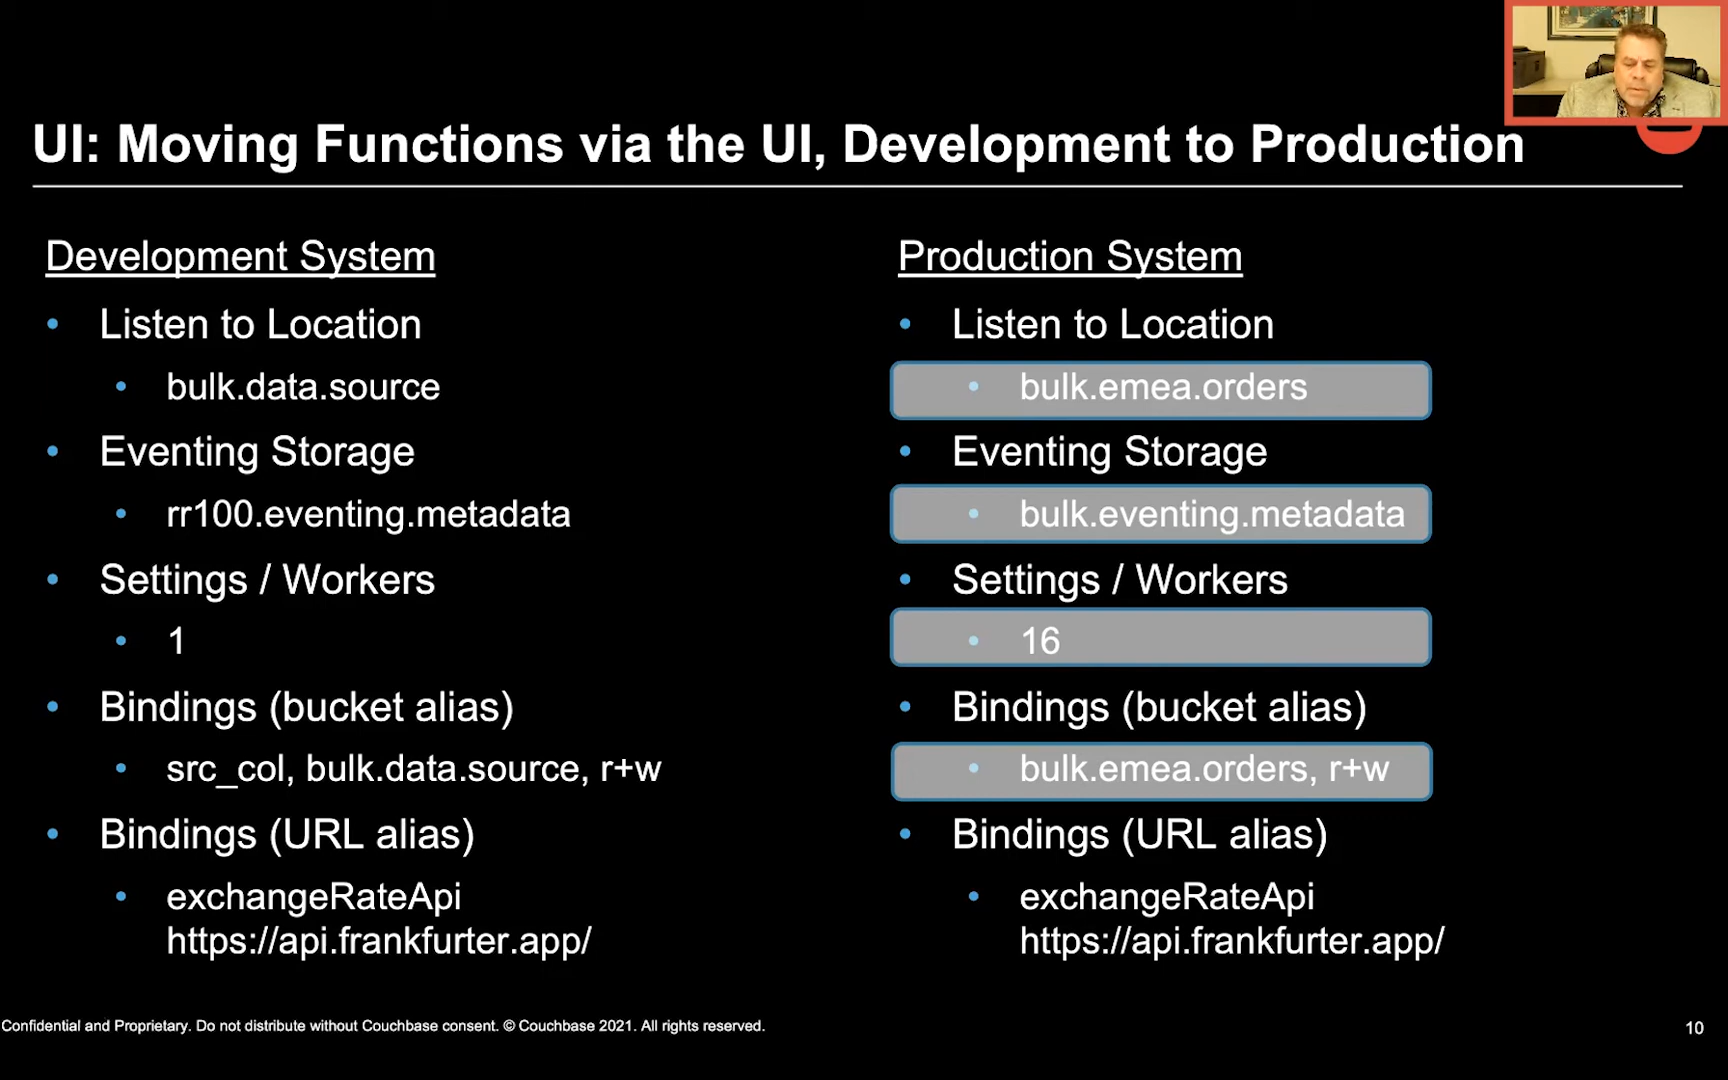 UI: Moving Functions via the UI, Development to Production
Development System
• Listen to Location
• bulk.data.source
• Eventing Storage
• rr100.eventing.metadata
• Settings / Workers
• 1
• Bindings (bucket alias)
• src_col, bulk.data.source, r+w
• Bindings (URL alias)
• exchangeRateApi
https://api.frankfurter.app/
Production System
• Listen to Location
• bulk.emea.orders
• Eventing Storage
• bulk.eventing.metadata
• Settings / Workers
• 16
• Bindings (bucket alias)
• bulk.emea.orders, r+w
• Bindings (URL alias)
• exchangeRateApi
https://api.frankfurter.app/
Confidential and Proprietary. Do not distribute without Couchbase consent. © Couchbase 2021. All rights reserved.
10